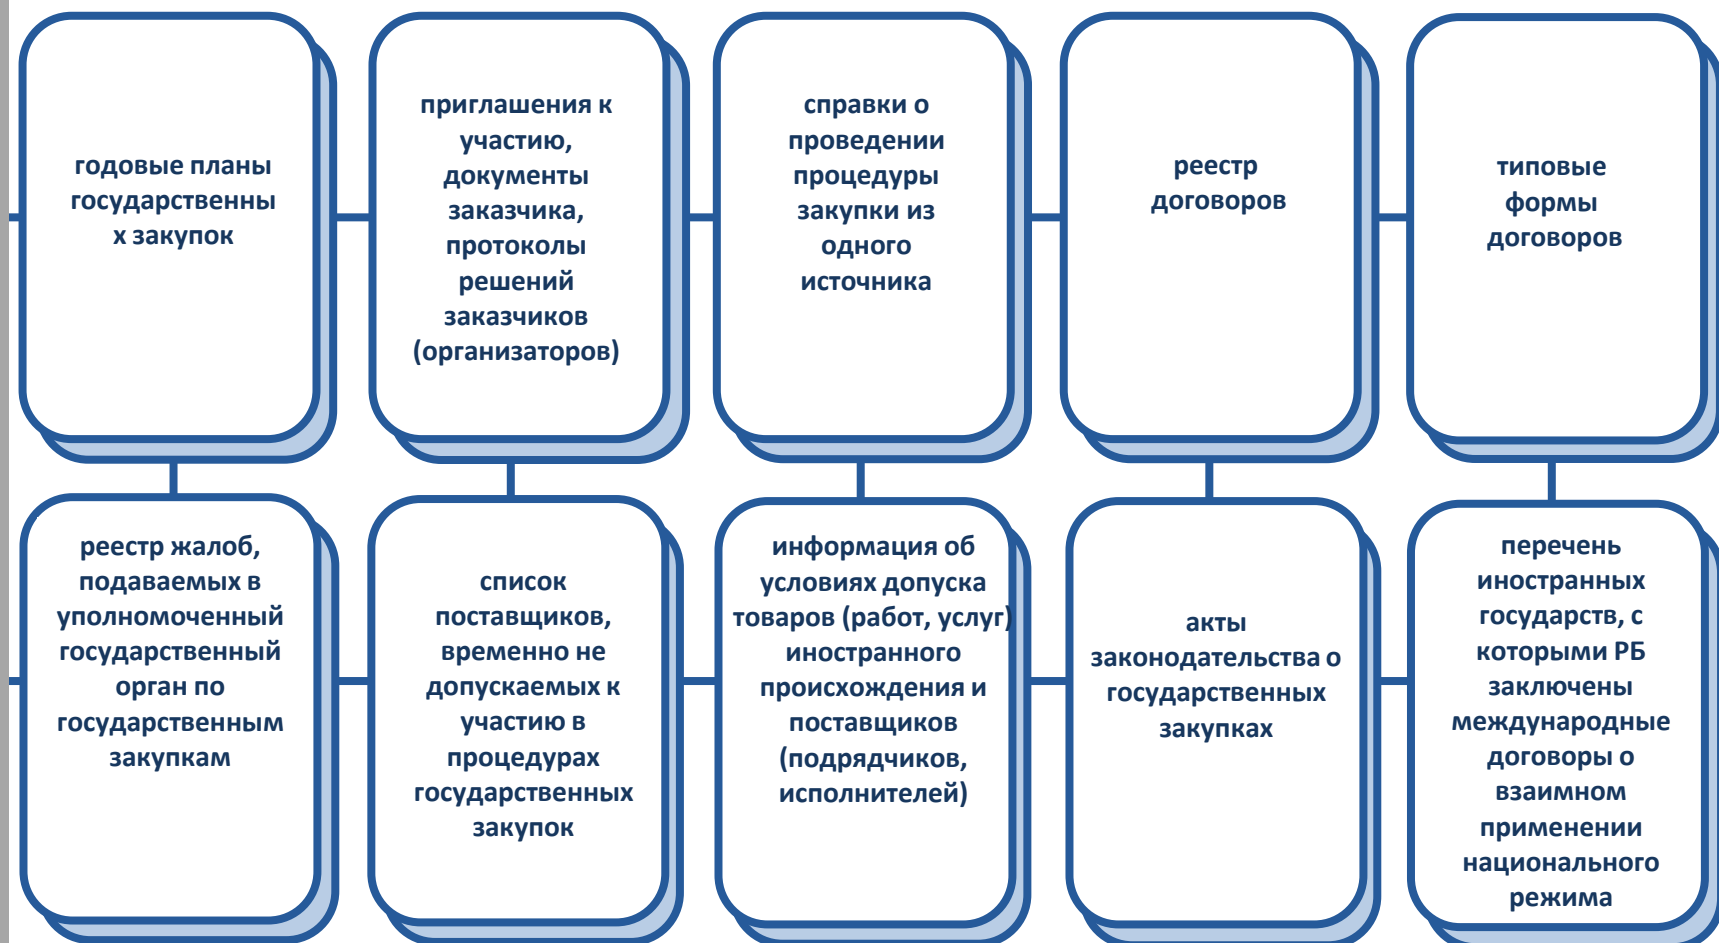 годовые планы
государственны
х закупок
приглашения к
участию,
документы
заказчика,
протоколы
решений
заказчиков
(организаторов)
справки о
проведении
процедуры
закупки из
одного
источника
реестр
договоров
типовые
формы
договоров
реестр жалоб,
подаваемых в
уполномоченный
государственный
орган по
государственным
закупкам
список
поставщиков,
временно не
допускаемых к
участию в
процедурах
государственных
закупок
информация об
условиях допуска
товаров (работ, услуг)
иностранного
происхождения и
поставщиков
(подрядчиков,
исполнителей)
акты
законодательства о
государственных
закупках
перечень
иностранных
государств, с
которыми РБ
заключены
международные
договоры о
взаимном
применении
национального
режима